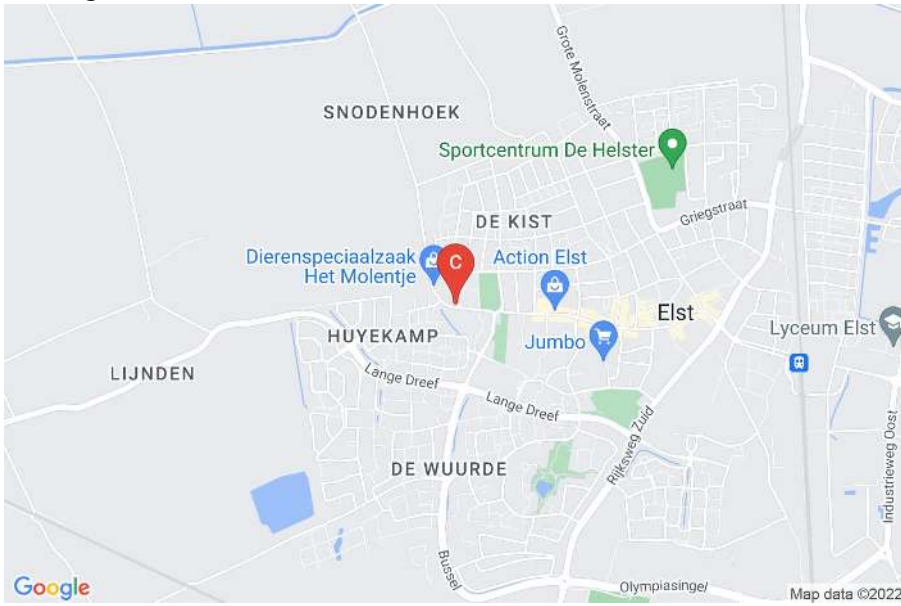 Grote Molenstraat
SNODENHOEK
Sportcentrum De Helster
DE KIST
Griegstraat
Dierenspeciaalzaak
Het Molentje
C
Action Elst
Elst
HUYEKAMP
Jumbo
Lyceum Elst
LIJNDEN
Lange Dreef
Lange Dreef
Rijksweg Zuid
DE WUURDE
Industrieweg Oost
Bussel
Olympiasingel
Google
Map data ©2022